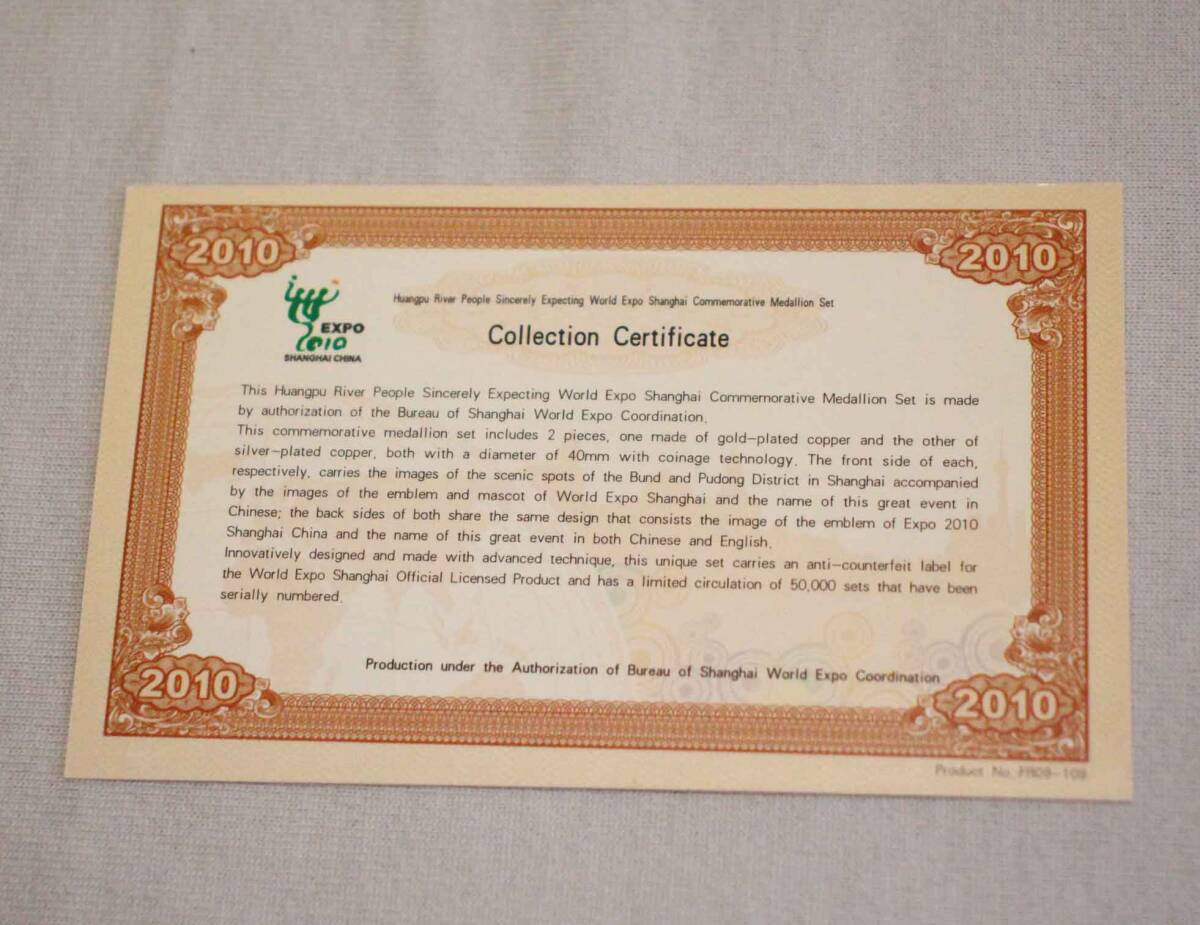 2010
2010
EXPO
2010
SHANGHAI CHINA
Huangpu River People Sincerely Expecting World Expo Shanghai Commemorative Medallion Set
Collection Certificate
This Huangpu River People Sincerely Expecting World Expo Shanghai Commemorative Medallion Set is made
by authorization of the Bureau of Shanghai World Expo Coordination.
This commemorative medallion set includes 2 pieces, one made of gold-plated copper and the other of
silver-plated copper, both with a diameter of 40mm with coinage technology. The front side of each,
respectively, carries the images of the scenic spots of the Bund and Pudong District in Shanghai accompanied
by the images of the emblem and mascot of World Expo Shanghai and the name of this great event in
Chinese; the back sides of both share the same design that consists the image of the emblem of Expo 2010
Shanghai China and the name of this great event in both Chinese and English.
Innovatively designed and made with advanced technique, this unique set carries an anti-counterfeit label for
the World Expo Shanghai Official Licensed Product and has a limited circulation of 50,000 sets that have been
serially numbered.
Production under the Authorization of Bureau of Shanghai World Expo Coordination
2010
2010
Product No.